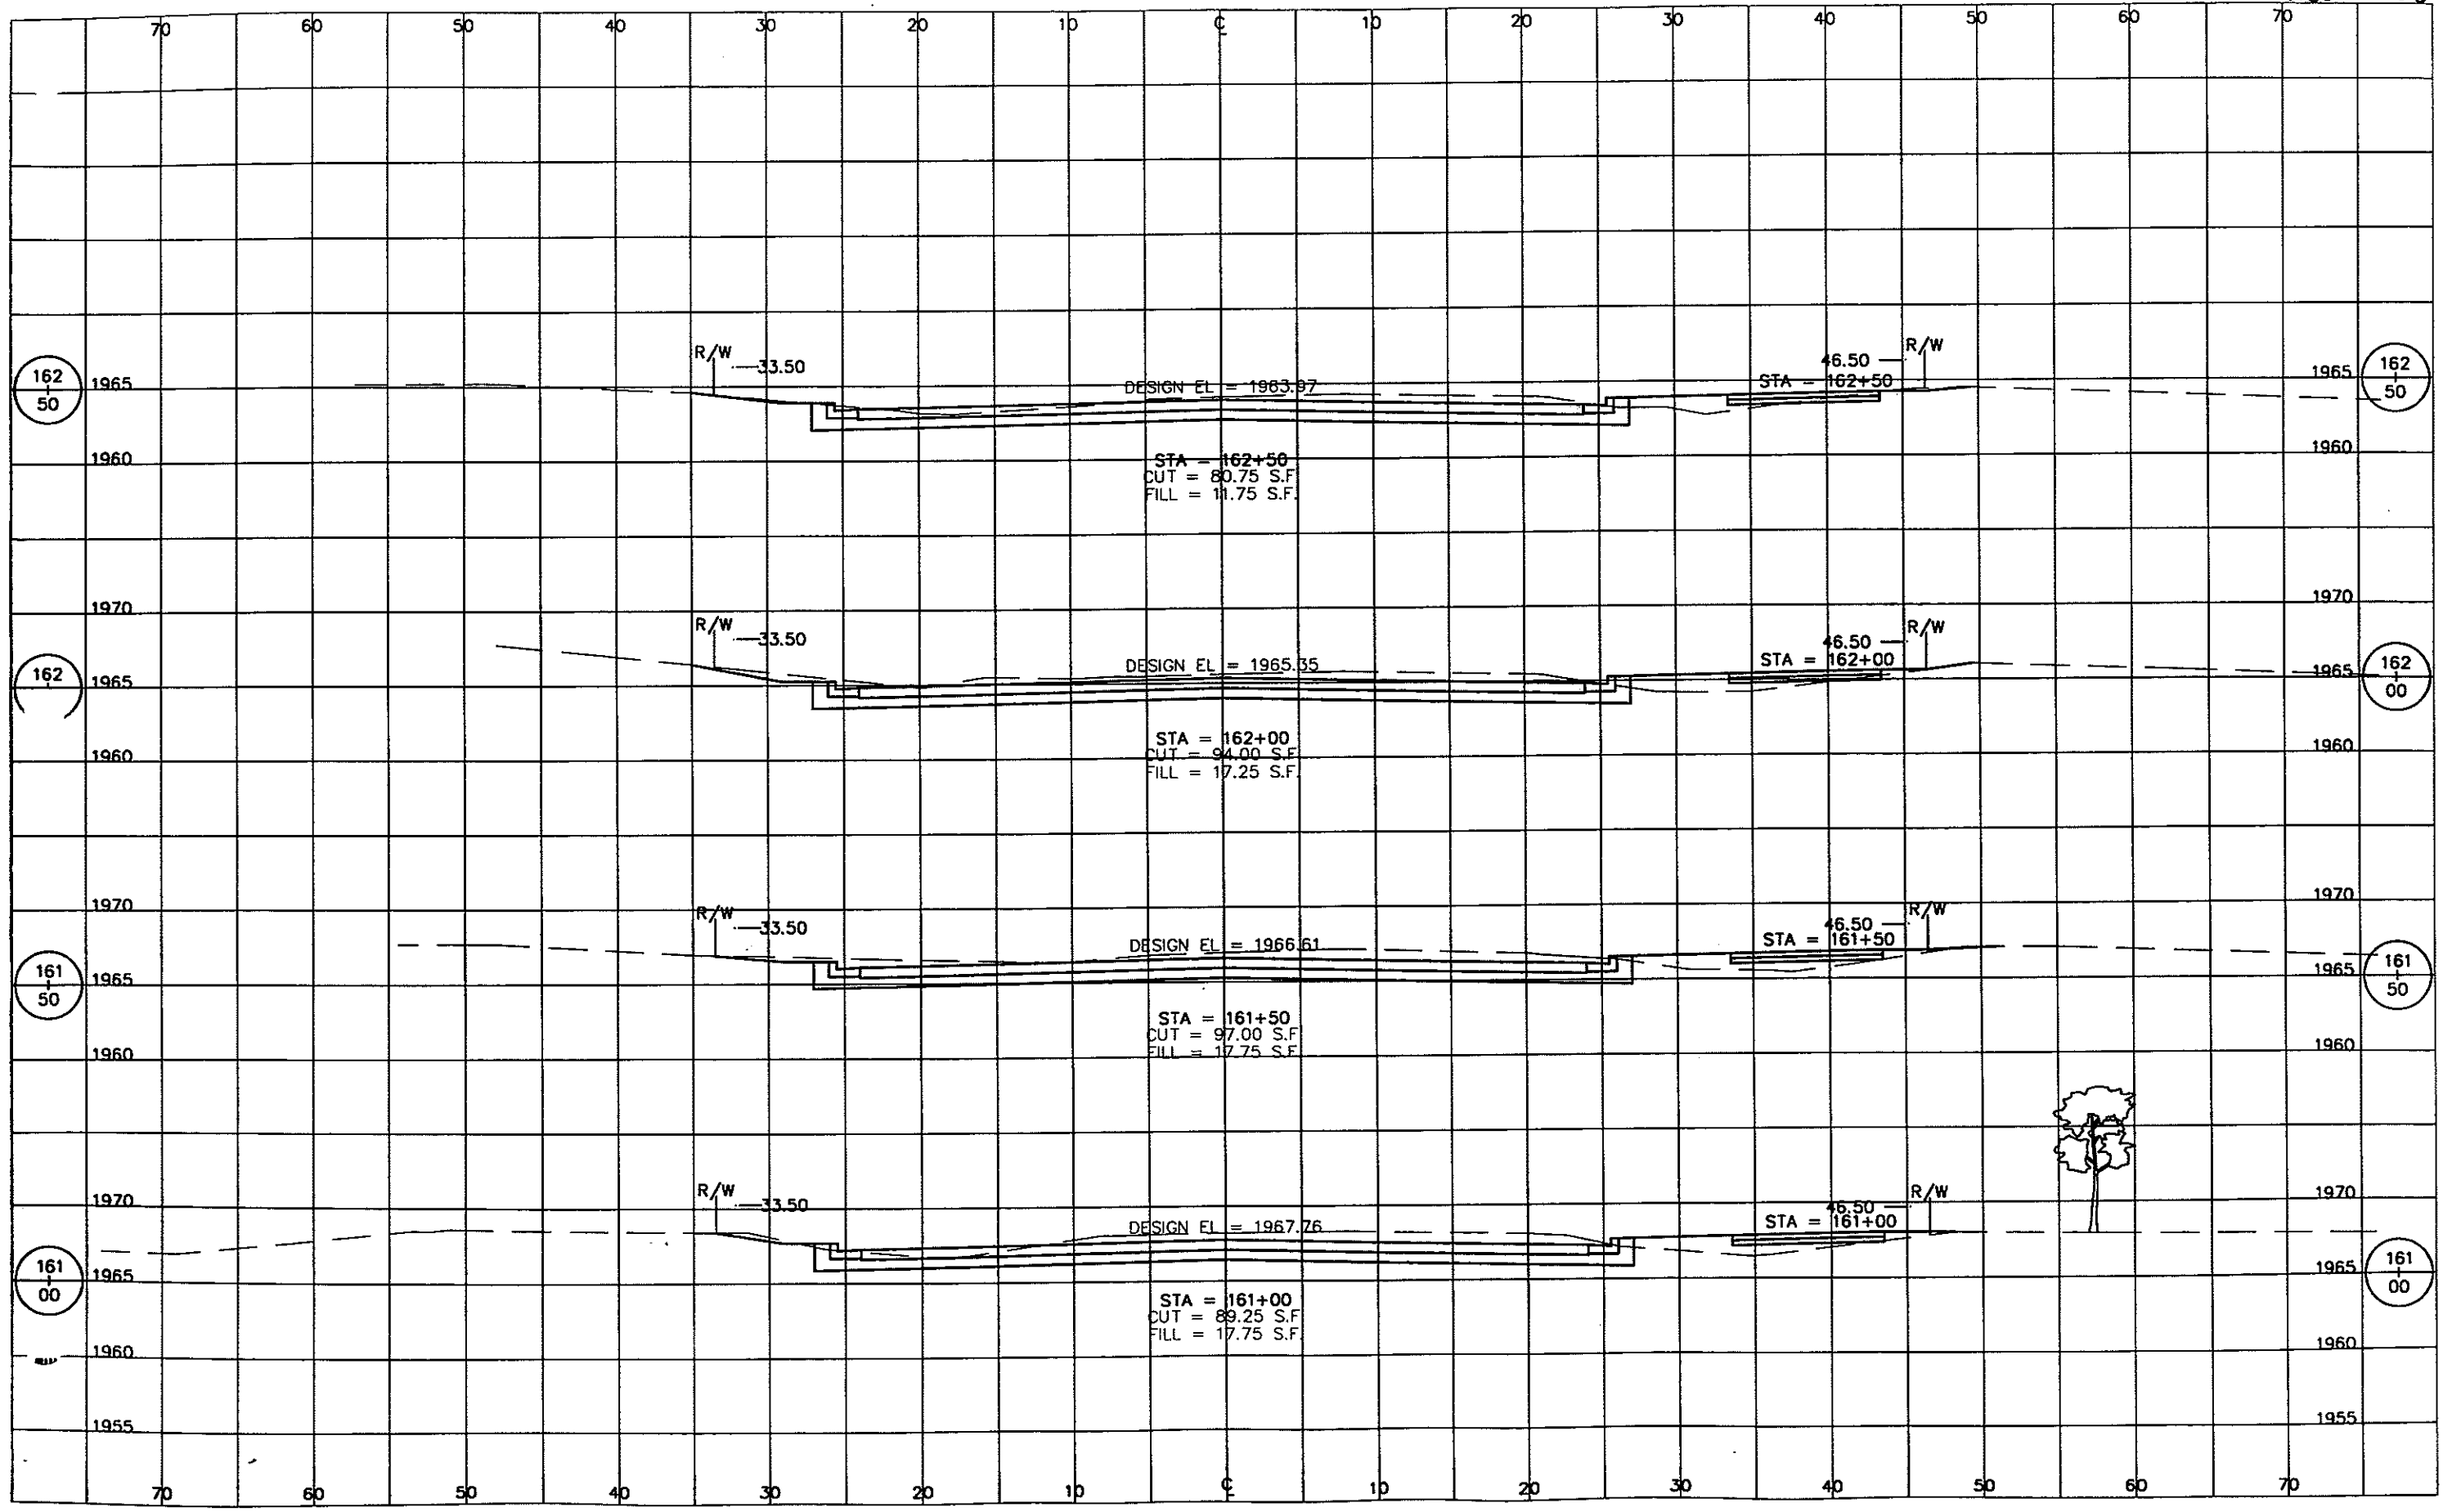 70 60 50 40 30 20 10 ℄ 10 20 30 40 50 60 70
R/W 46.50 R/W
-33.50
162 50 1965 DESIGN EL = 1963.97 STA = 162+50 1965 162 50
1960 1960
STA = 162+50
CUT = 80.75 S.F.
FILL = 11.75 S.F.
1970 1970
R/W 46.50 R/W
-33.50
162 1965 DESIGN EL = 1965.35 STA = 162+00 1965 162 00
STA = 162+00
1960 CUT = 94.00 S.F. 1960
FILL = 17.25 S.F.
1970 1970
R/W 46.50 R/W
-33.50
DESIGN EL = 1966.61 STA = 161+50
161 50 1965 1965 161 50
STA = 161+50
CUT = 97.00 S.F.
1960 FILL = 17.75 S.F. 1960
R/W R/W
1970 -33.50 46.50 1970
DESIGN EL = 1967.76 STA = 161+00
161 00 1965 1965 161 00
STA = 161+00
CUT = 89.25 S.F.
FILL = 17.75 S.F.
1960 1960
1955 1955
70 60 50 40 30 20 10 ℄ 10 20 30 40 50 60 70